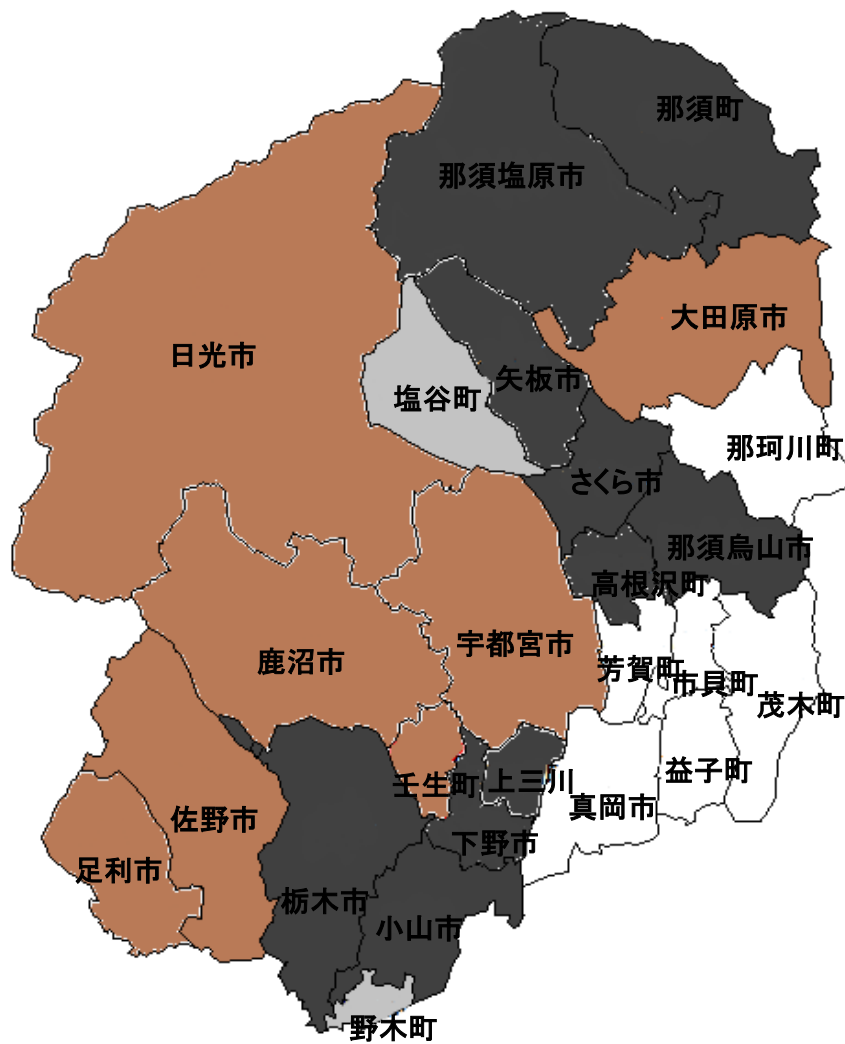 那須町
那須塩原市
大田原市
日光市
矢板市
塩谷町
那珂川町
さくら市
那須烏山市
高根沢町
宇都宮市
鹿沼市
芳賀町
市貝町
茂木町
益子町
壬生町
上三川
真岡市
佐野市
下野市
足利市
栃木市
小山市
野木町